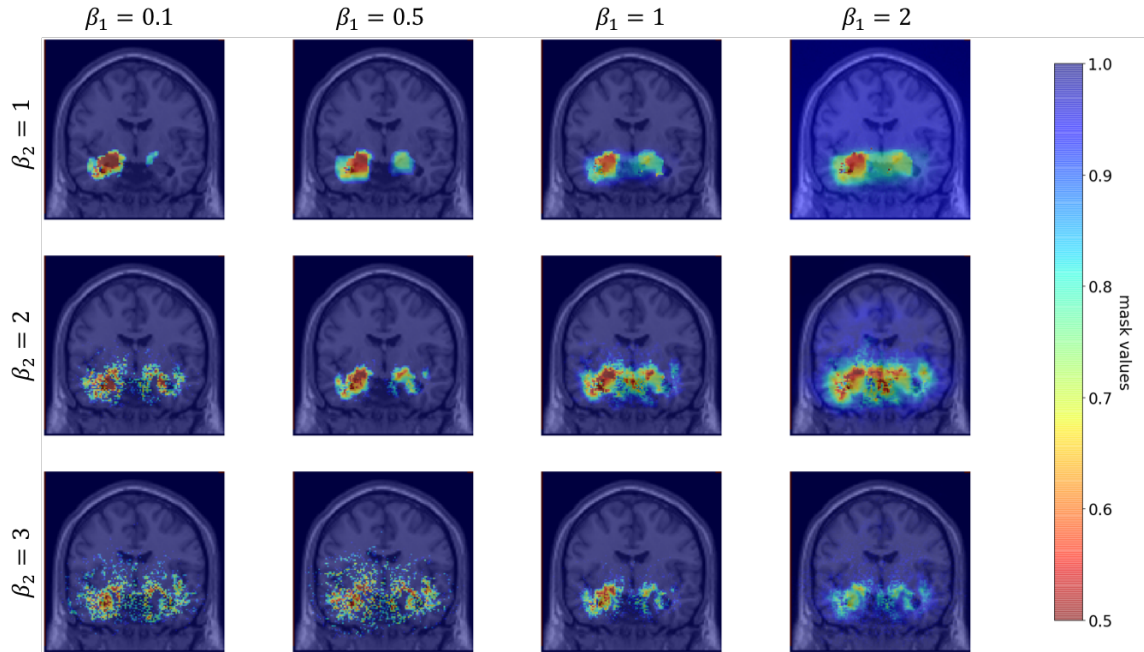 β₁ = 0.1
β₁ = 0.5
β₁ = 1
β₁ = 2
β₂ = 1
β₂ = 2
β₂ = 3
1.0
0.9
0.8
0.7
0.6
0.5
mask values